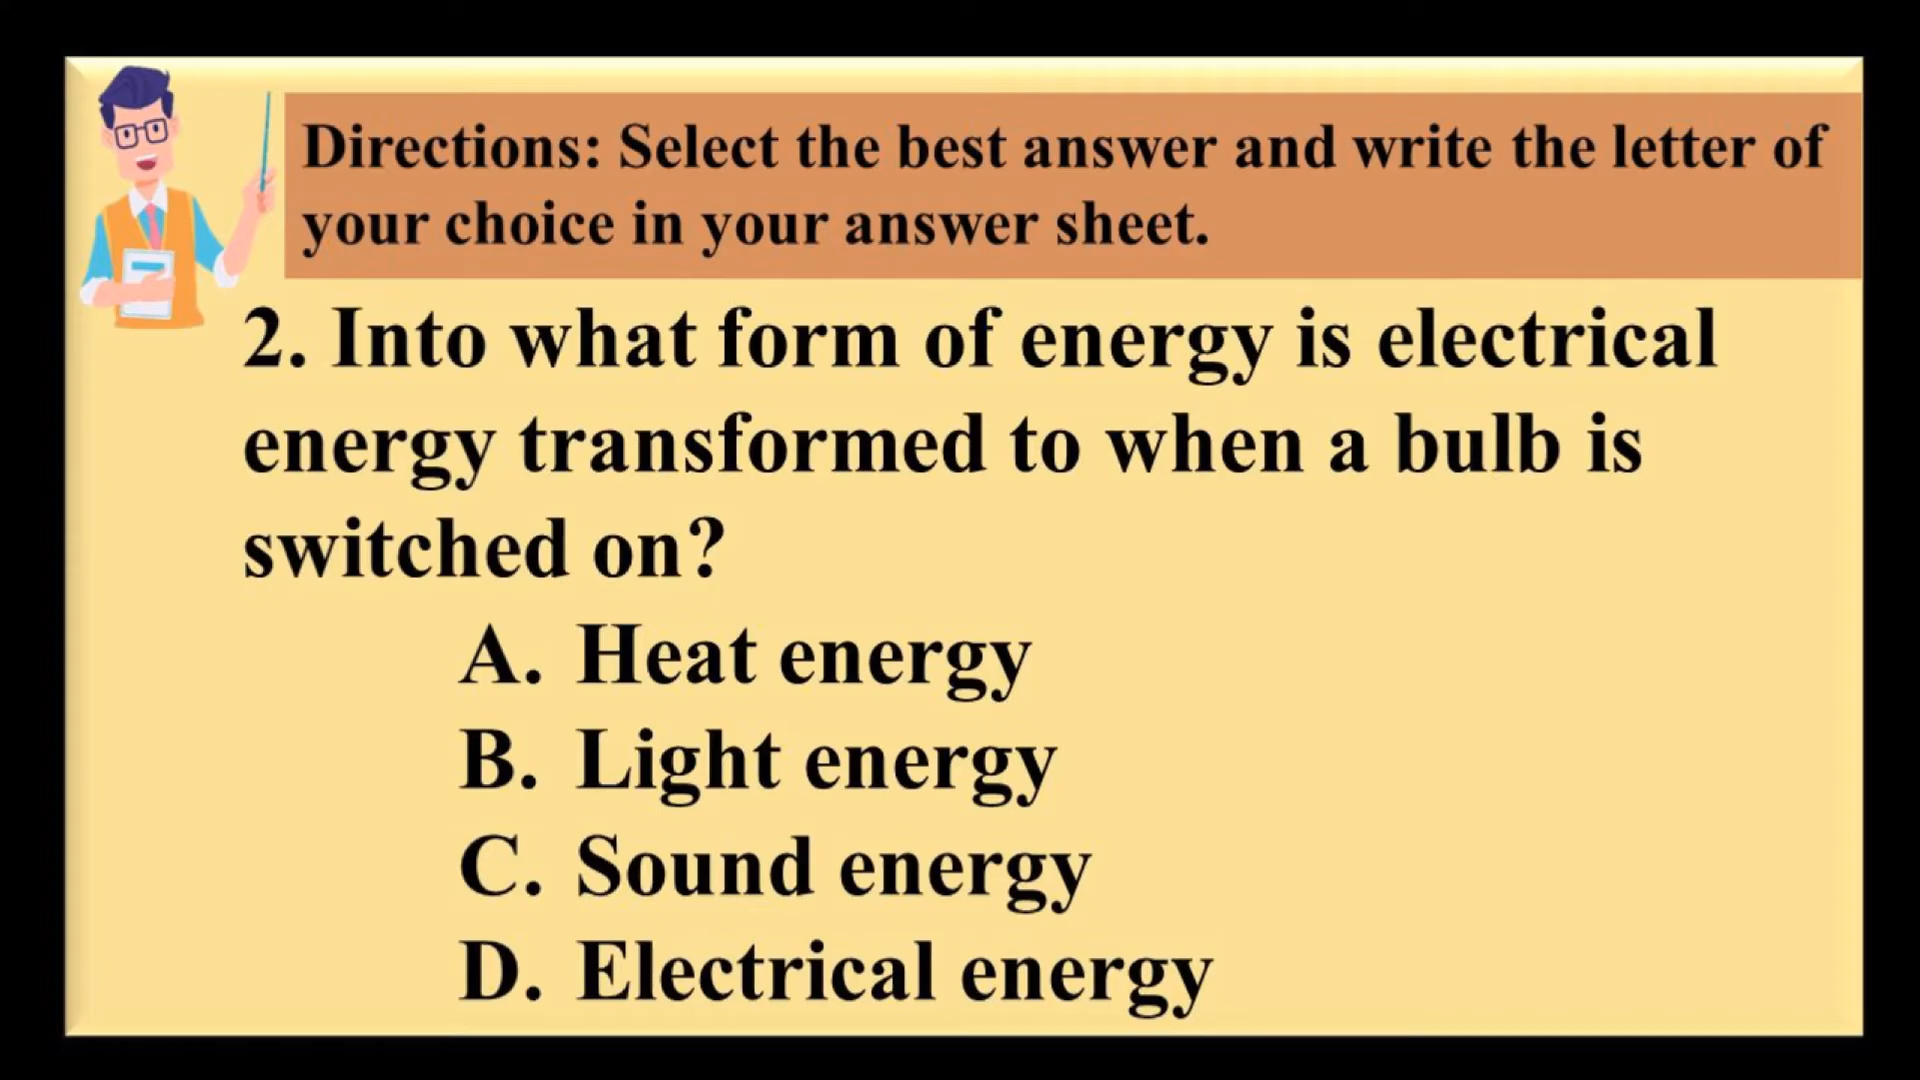 Directions: Select the best answer and write the letter of
your choice in your answer sheet.
2. Into what form of energy is electrical
energy transformed to when a bulb is
switched on?
A. Heat energy
B. Light energy
C. Sound energy
D. Electrical energy